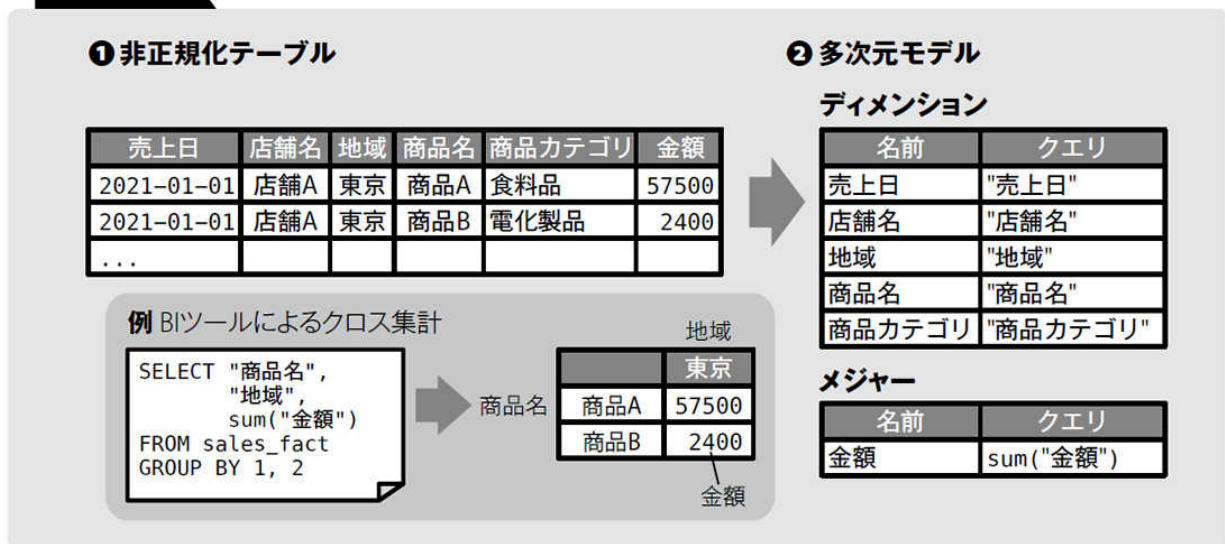 ❶非正規化テーブル
売上日 店舗名 地域 商品名 商品カテゴリ 金額
2021-01-01 店舗A 東京 商品A 食料品 57500
2021-01-01 店舗A 東京 商品B 電化製品 2400
...
例 BIツールによるクロス集計
SELECT "商品名",
"地域",
sum("金額")
FROM sales_fact
GROUP BY 1, 2
地域
東京
商品名 商品A 57500
商品B 2400
金額
❷多次元モデル
ディメンション
名前 クエリ
売上日 "売上日"
店舗名 "店舗名"
地域 "地域"
商品名 "商品名"
商品カテゴリ "商品カテゴリ"
メジャー
名前 クエリ
金額 sum("金額")